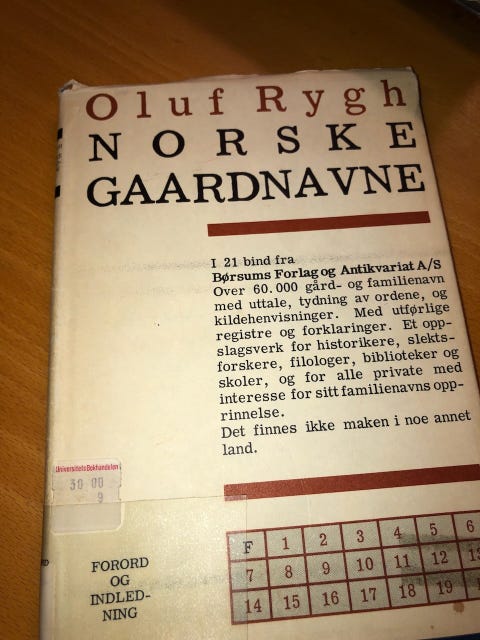 Oluf Rygh
NORSKE
GAARDNAVNE
I 21 bind fra
Børsums Forlag og Antikvariat A/S
Over 60.000 gård- og familienavn
med uttale, tydning av ordene, og
kildehenvisninger. Med utførlige
registre og forklaringer. Et opp-
slagsverk for historikere, slekts-
forskere, filologer, biblioteker og
skoler, og for alle private med
interesse for sitt familienavns opp-
rinnelse.
Det finnes ikke maken i noe annet
land.
UniversitetsBokhandelen
30 00
9
FORORD
OG
INDLED-
NING
F 1 2 3 4 5 6
7 8 9 10 11 12
14 15 16 17 18 19